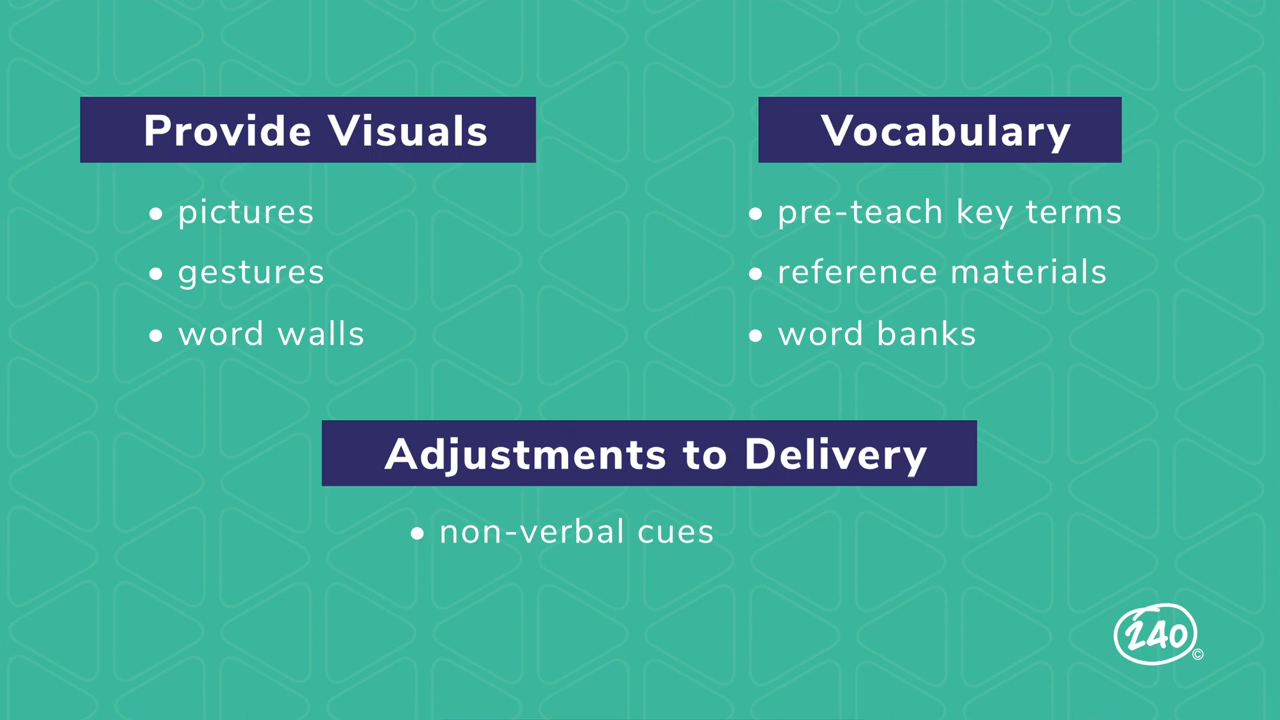 Provide Visuals
• pictures
• gestures
• word walls
Vocabulary
• pre-teach key terms
• reference materials
• word banks
Adjustments to Delivery
• non-verbal cues
240
©